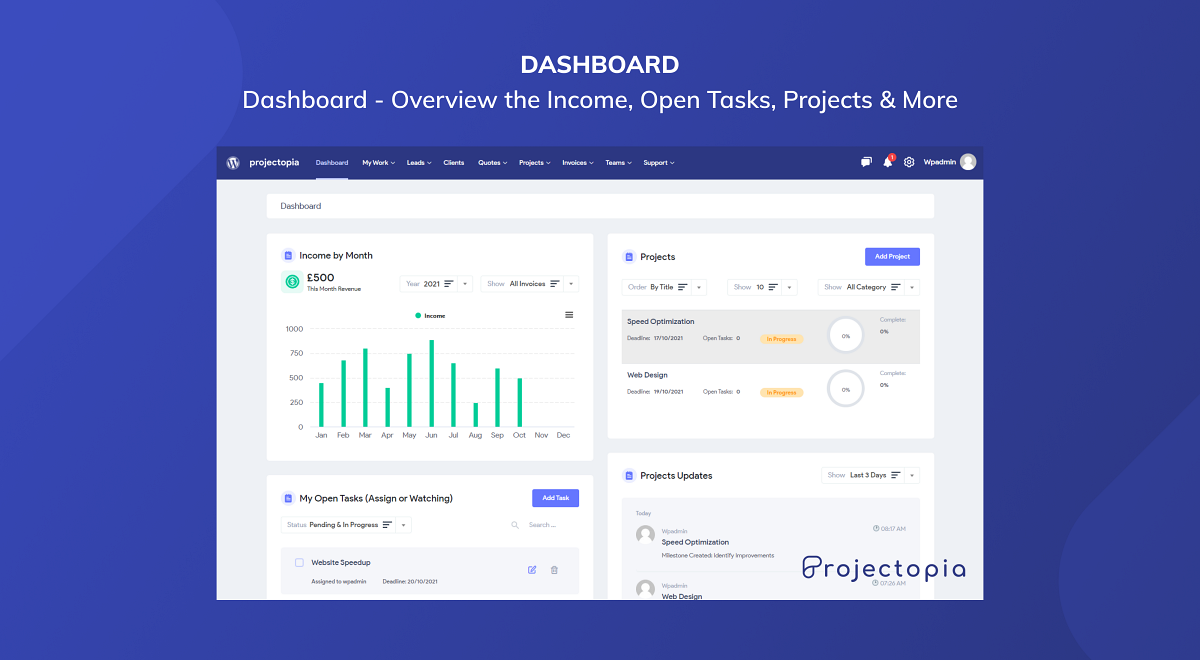 DASHBOARD
Dashboard - Overview the Income, Open Tasks, Projects & More
projectopia Dashboard My Work Leads Clients Quotes Projects Invoices Teams Support 1 Wpadmin
Dashboard
Income by Month
£500
This Month Revenue
Year 2021
Show All Invoices
Income
1000
750
500
250
0
Jan Feb Mar Apr May Jun Jul Aug Sep Oct Nov Dec
My Open Tasks (Assign or Watching)
Add Task
Status Pending & In Progress
Search...
Website Speedup
Assigned to wpadmin Deadline: 20/10/2021
Projects
Add Project
Order By Title
Show 10
Show All Category
Speed Optimization
Deadline: 17/10/2021 Open Tasks: 0 In Progress 0% Complete: 0%
Web Design
Deadline: 19/10/2021 Open Tasks: 0 In Progress 0% Complete: 0%
Projects Updates
Show Last 3 Days
Today
Wpadmin 08:17 AM
Speed Optimization
Milestone Created: Identify Improvements
Projectopia
Wpadmin 07:26 AM
Web Design